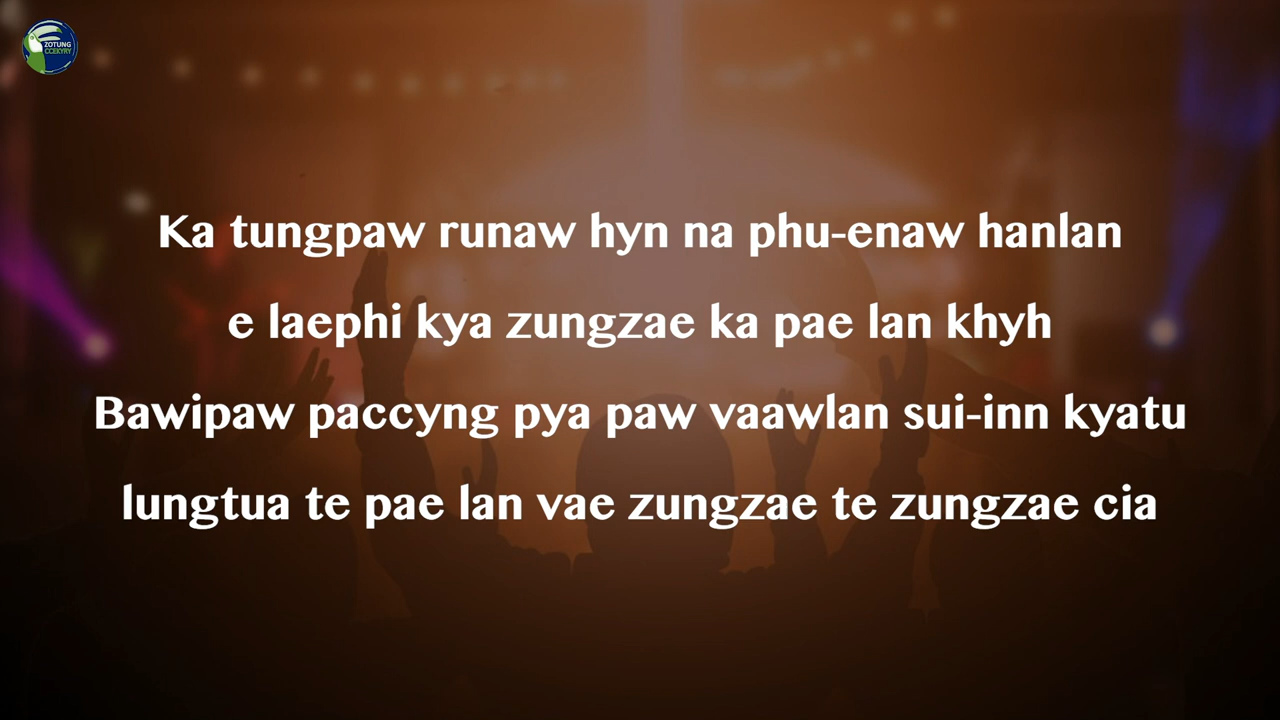 ZOTUNG
CCEKYRY
Ka tungpaw runaw hyn na phu-enaw hanlan
e laephi kya zungzae ka pae lan khyh
Bawipaw paccyng pya paw vaawlan sui-inn kyatu
lungtua te pae lan vae zungzae te zungzae cia